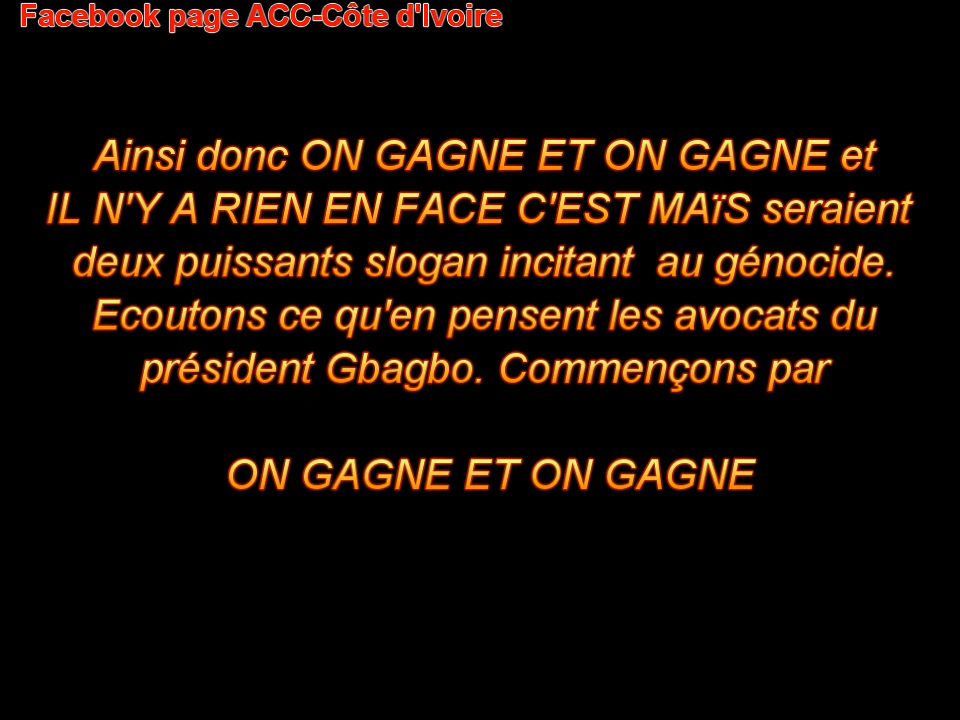 Facebook page ACC-Côte d'Ivoire
Ainsi donc ON GAGNE ET ON GAGNE et
IL N'Y A RIEN EN FACE C'EST MAïS seraient
deux puissants slogan incitant  au génocide.
Ecoutons ce qu'en pensent les avocats du
président Gbagbo. Commençons par
ON GAGNE ET ON GAGNE